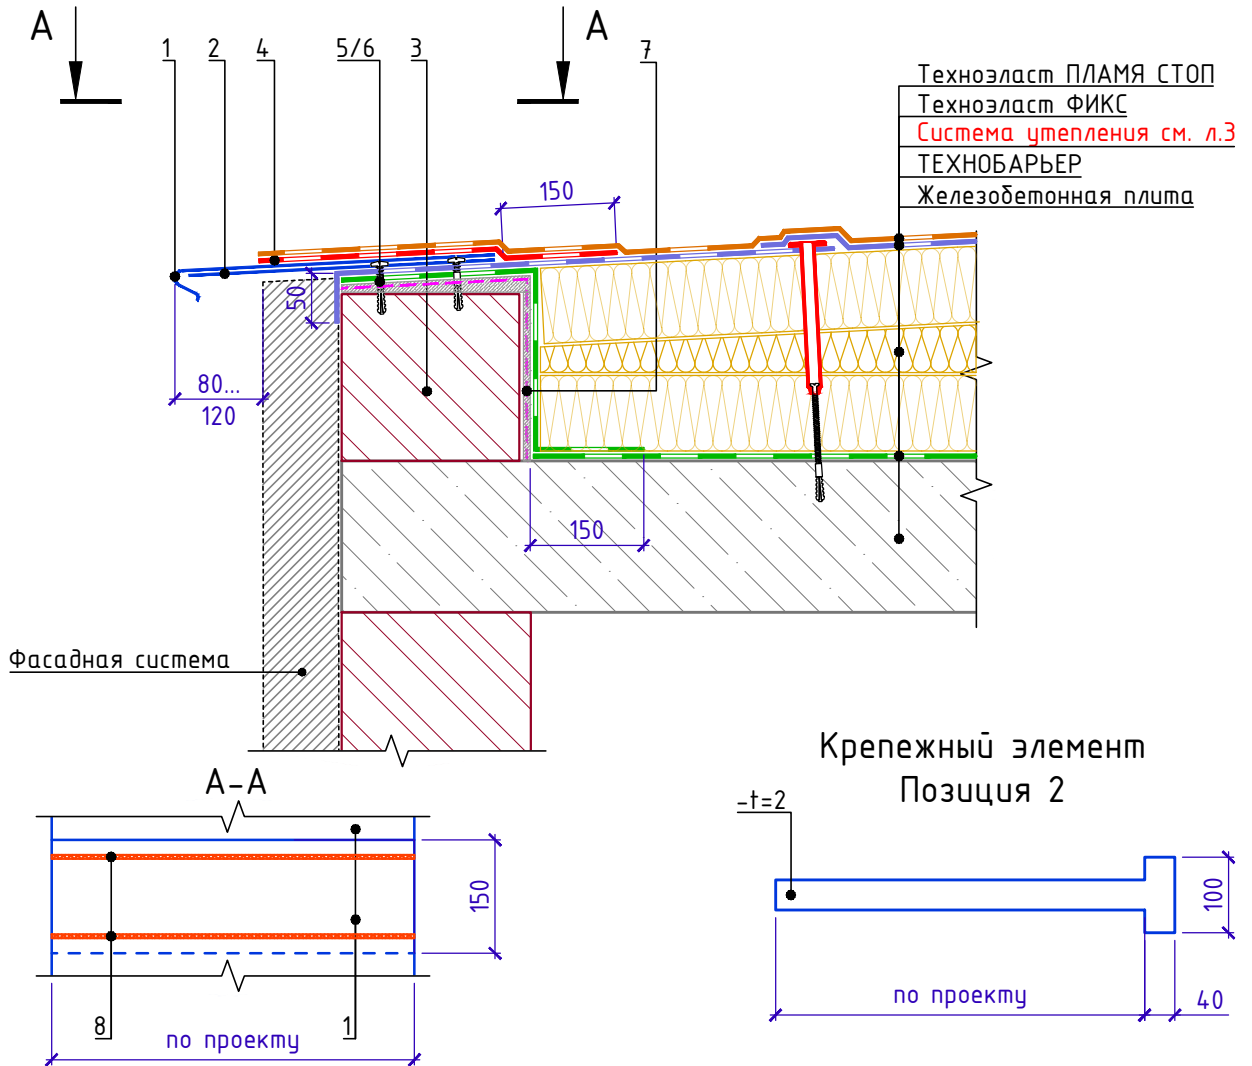 А
А
1
2
4
5/6
3
7
Техноэласт ПЛАМЯ СТОП
Техноэласт ФИКС
Система утепления см. л.3
ТЕХНОБАРЬЕР
Железобетонная плита
150
50
80...
120
150
Фасадная система
А-А
150
8
1
по проекту
Крепежный элемент
Позиция 2
-t=2
100
по проекту
40